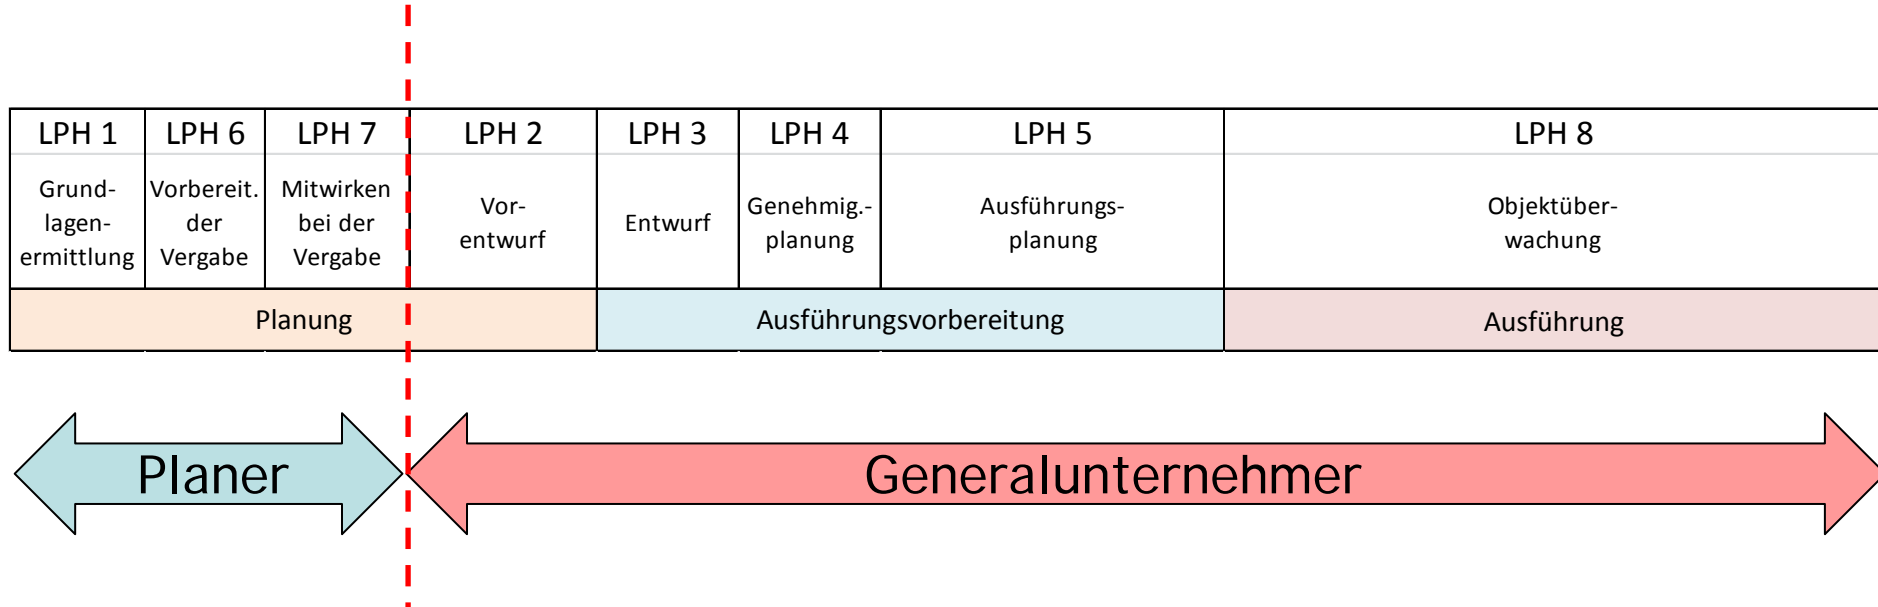 LPH 1
LPH 6
LPH 7
LPH 2
LPH 3
LPH 4
LPH 5
LPH 8
Grund-
lagen-
ermittlung
Vorbereit.
der
Vergabe
Mitwirken
bei der
Vergabe
Vor-
entwurf
Entwurf
Genehmig.-
planung
Ausführungs-
planung
Objektüber-
wachung
Planung
Ausführungsvorbereitung
Ausführung
Planer
Generalunternehmer